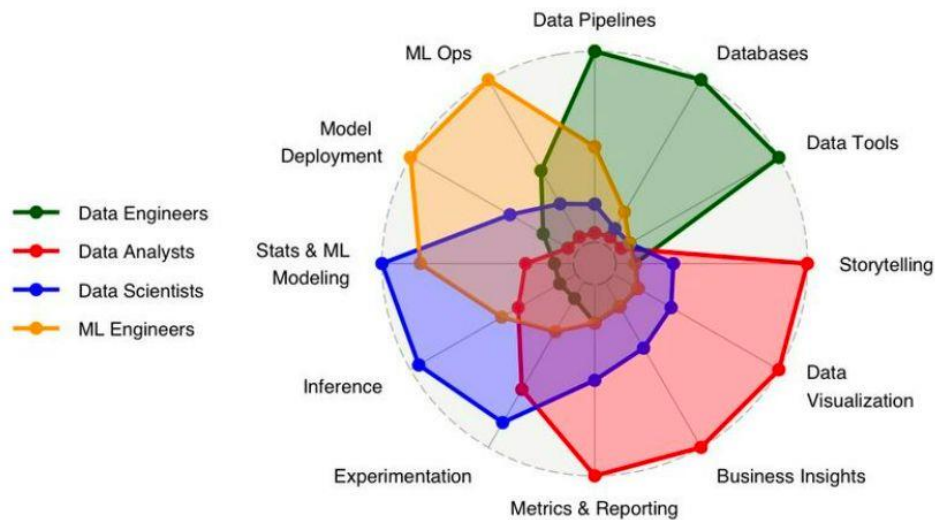 Data Pipelines
ML Ops
Databases
Model
Deployment
Data Tools
Data Engineers
Data Analysts
Data Scientists
ML Engineers
Stats & ML
Modeling
Storytelling
Inference
Data
Visualization
Experimentation
Business Insights
Metrics & Reporting